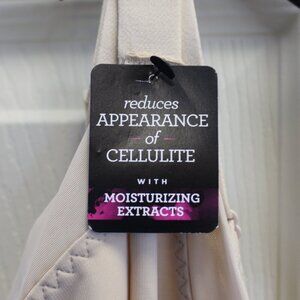 reduces
APPEARANCE
of
CELLULITE
WITH
MOISTURIZING
EXTRACTS